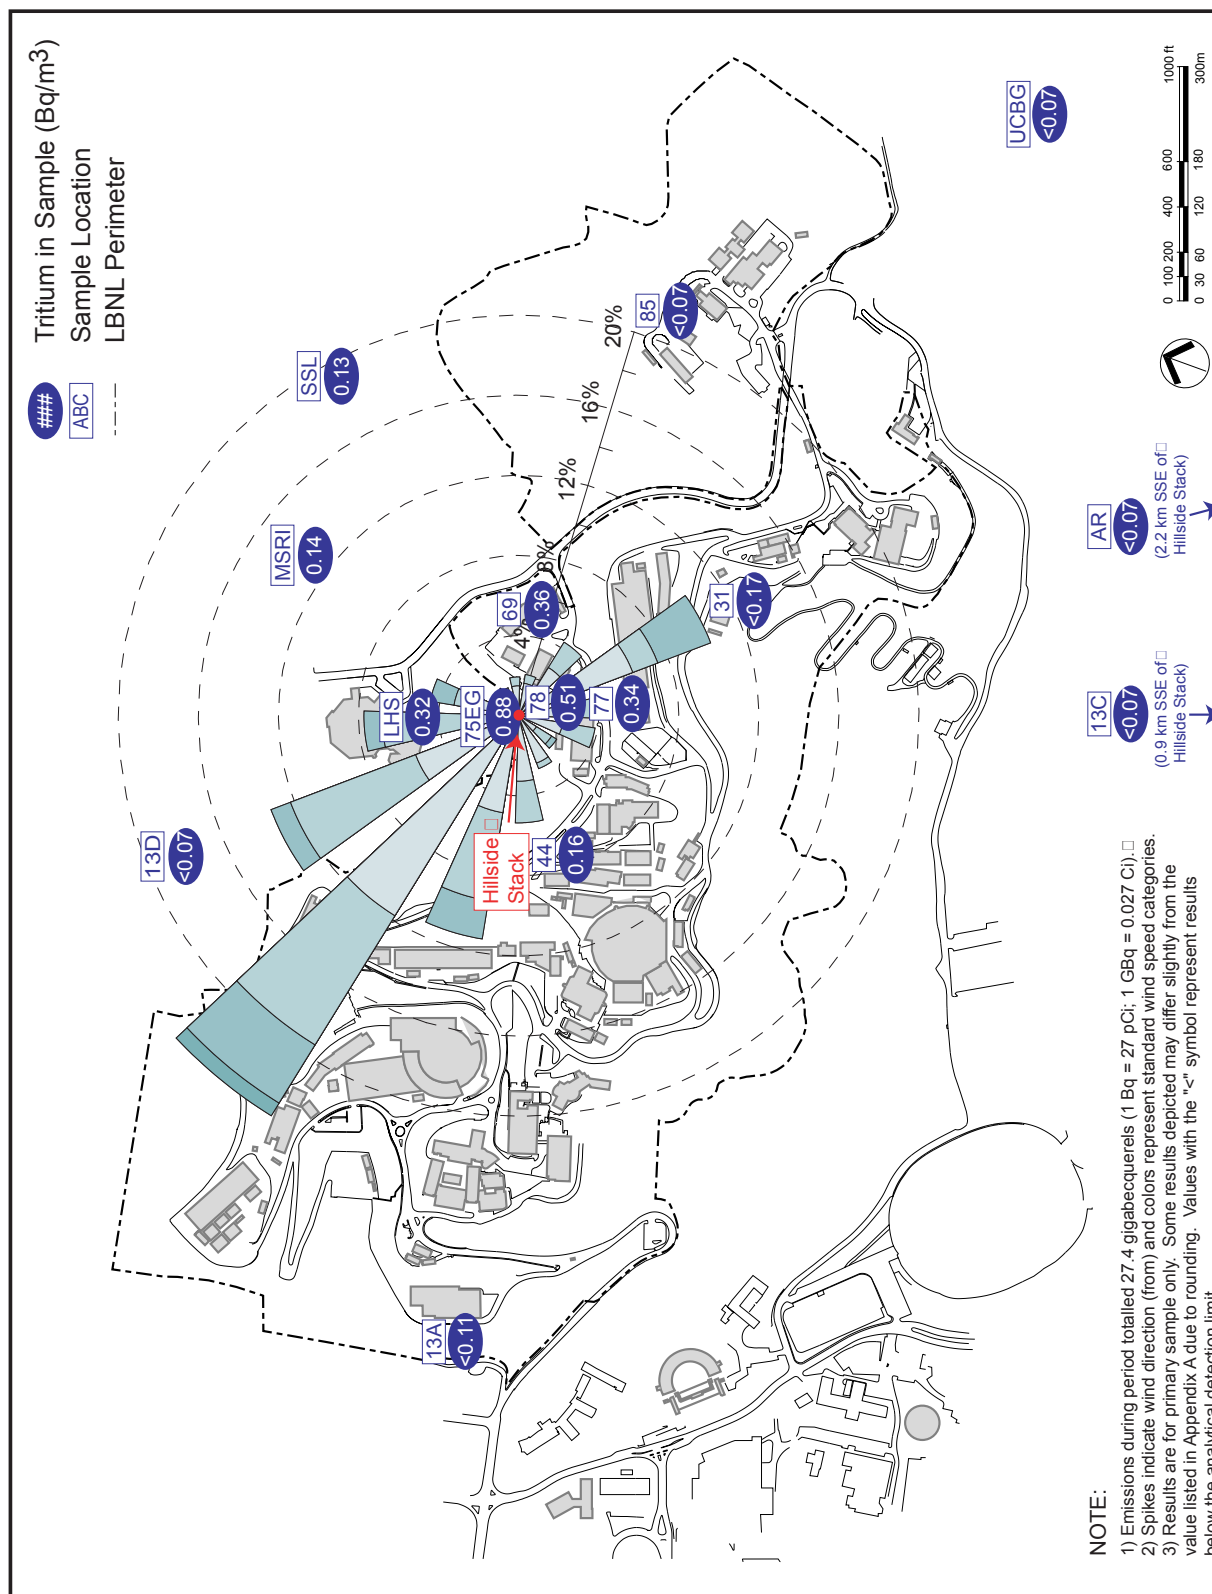 ### Tritium in Sample (Bq/m³)
ABC Sample Location
LBNL Perimeter
13D
<0.07
MSRI
0.14
SSL
0.13
LHS
0.32
75EG
0.88
69
0.36
78
0.51
77
0.34
31
<0.17
85
<0.07
44
0.16
13A
<0.11
UCBG
<0.07
Hillside
Stack
4%
8%
12%
16%
20%
13C
<0.07
(0.9 km SSE of
Hillside Stack)
AR
<0.07
(2.2 km SSE of
Hillside Stack)
0 100 200 400 600 1000 ft
0 30 60 120 180 300m
NOTE:
1) Emissions during period totalled 27.4 gigabecquerels (1 Bq = 27 pCi; 1 GBq = 0.027 Ci).
2) Spikes indicate wind direction (from) and colors represent standard wind speed categories.
3) Results are for primary sample only. Some results depicted may differ slightly from the
value listed in Appendix A due to rounding. Values with the "<" symbol represent results
below the analytical detection limit